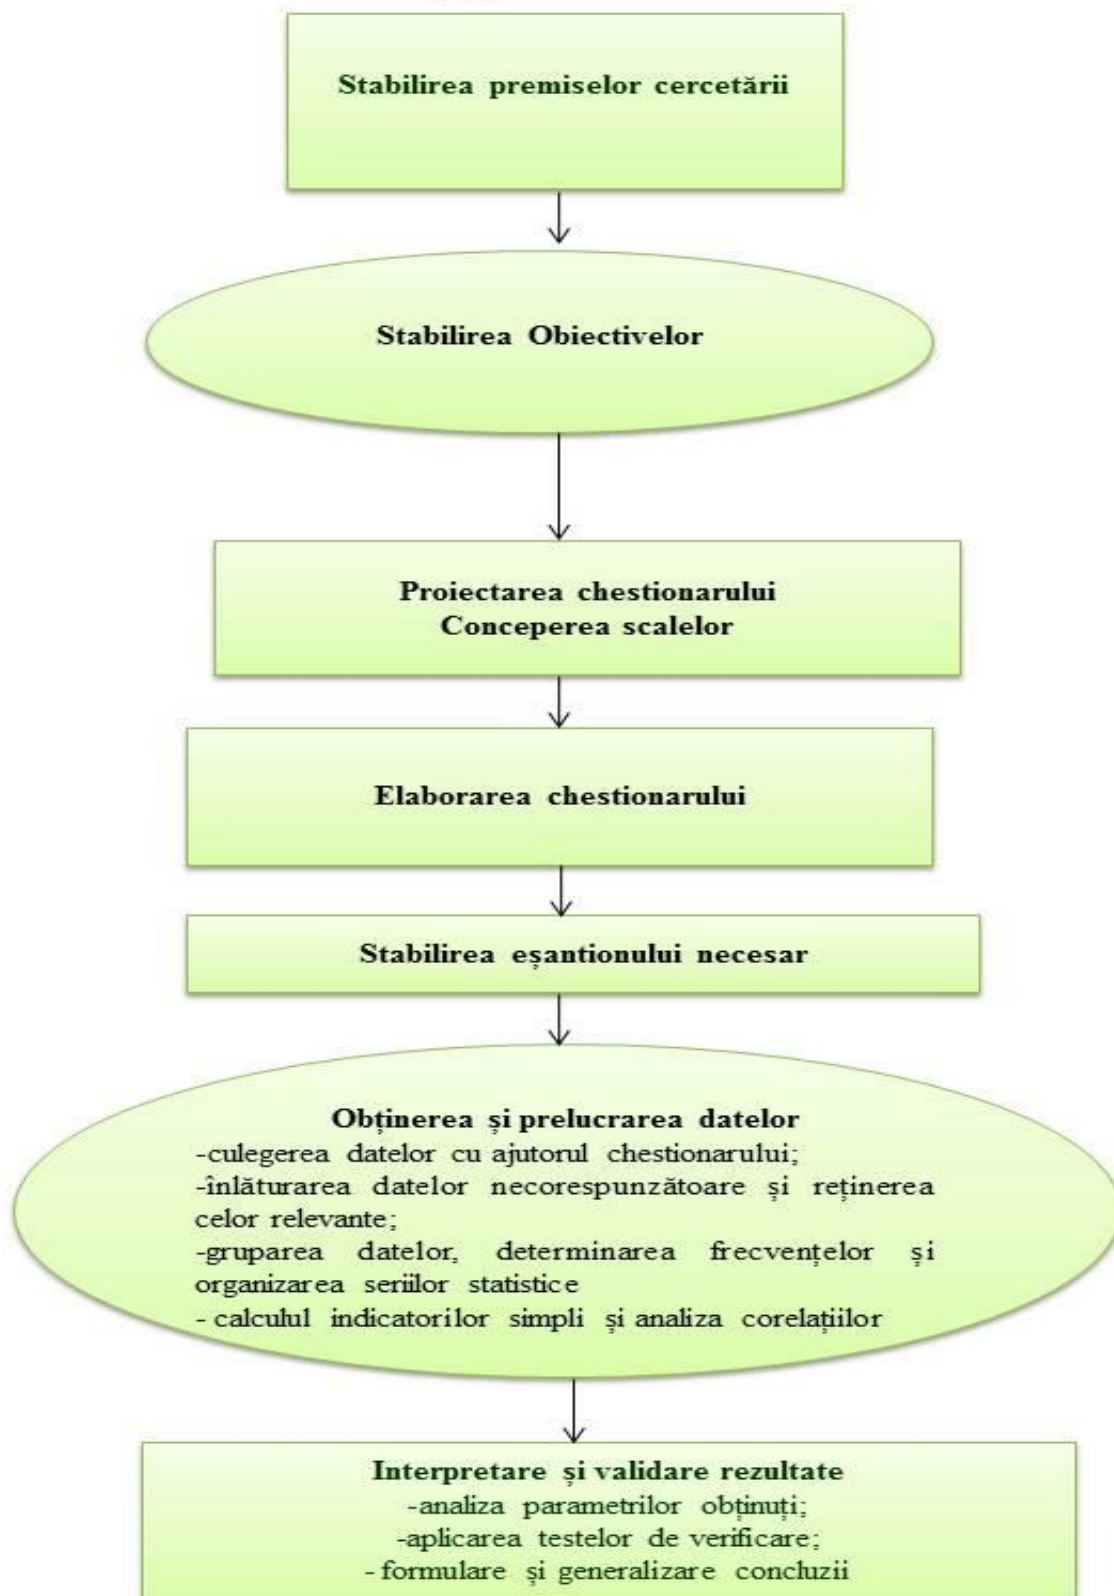 Stabilirea premiselor cercetării
Stabilirea Obiectivelor
Proiectarea chestionarului
Conceperea scalelor
Elaborarea chestionarului
Stabilirea eșantionului necesar
Obținerea și prelucrarea datelor
-culegerea datelor cu ajutorul chestionarului;
-înlăturarea datelor necorespunzătoare și reținerea
celor relevante;
-gruparea datelor, determinarea frecvențelor și
organizarea seriilor statistice
- calculul indicatorilor simpli și analiza corelațiilor
Interpretare și validare rezultate
-analiza parametrilor obținuți;
-aplicarea testelor de verificare;
- formulare și generalizare concluzii